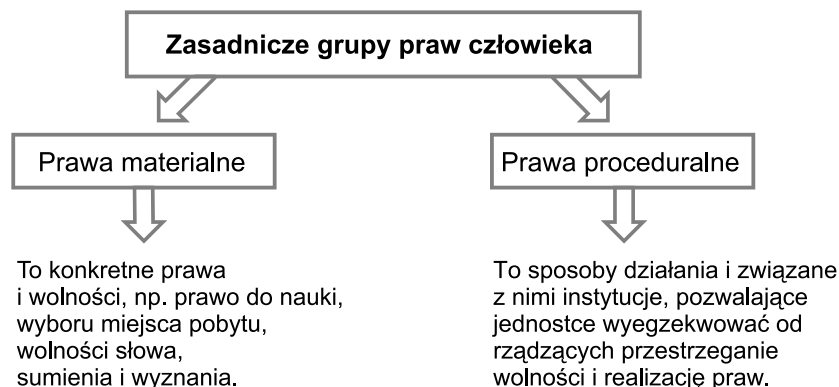 Zasadnicze grupy praw człowieka
Prawa materialne
To konkretne prawa
i wolności, np. prawo do nauki,
wyboru miejsca pobytu,
wolności słowa,
sumienia i wyznania.
Prawa proceduralne
To sposoby działania i związane
z nimi instytucje, pozwalające
jednostce wyegzekwować od
rządzących przestrzeganie
wolności i realizację praw.